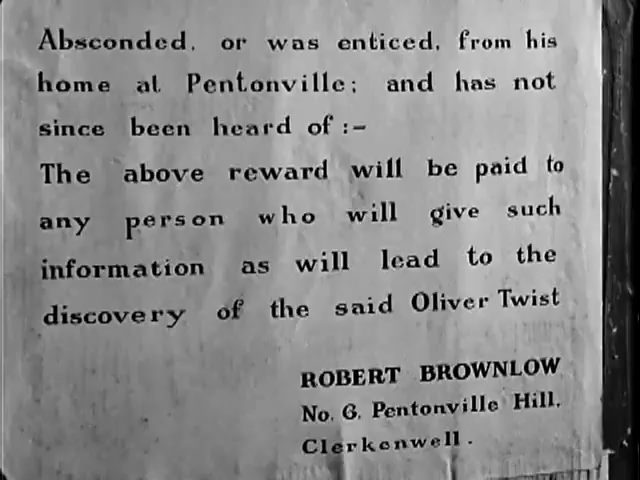 Absconded, or was enticed, from his
home at Pentonville; and has not
since been heard of :-
The above reward will be paid to
any person who will give such
information as will lead to the
discovery of the said Oliver Twist
ROBERT BROWNLOW
No. 6. Pentonville Hill.
Clerkenwell.